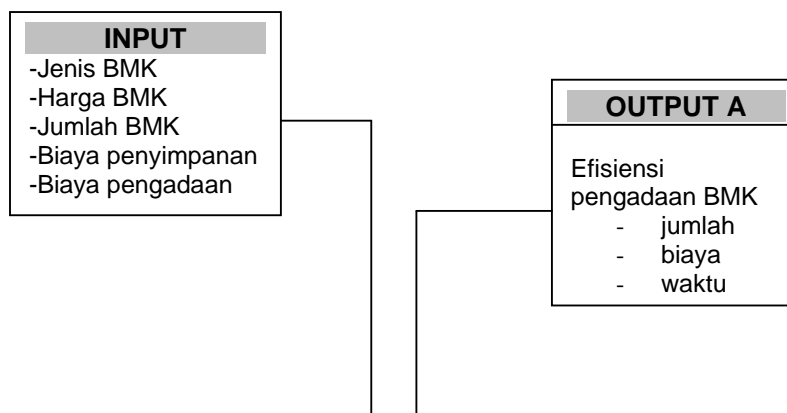 INPUT
-Jenis BMK
-Harga BMK
-Jumlah BMK
-Biaya penyimpanan
-Biaya pengadaan
OUTPUT A
Efisiensi
pengadaan BMK
- jumlah
- biaya
- waktu